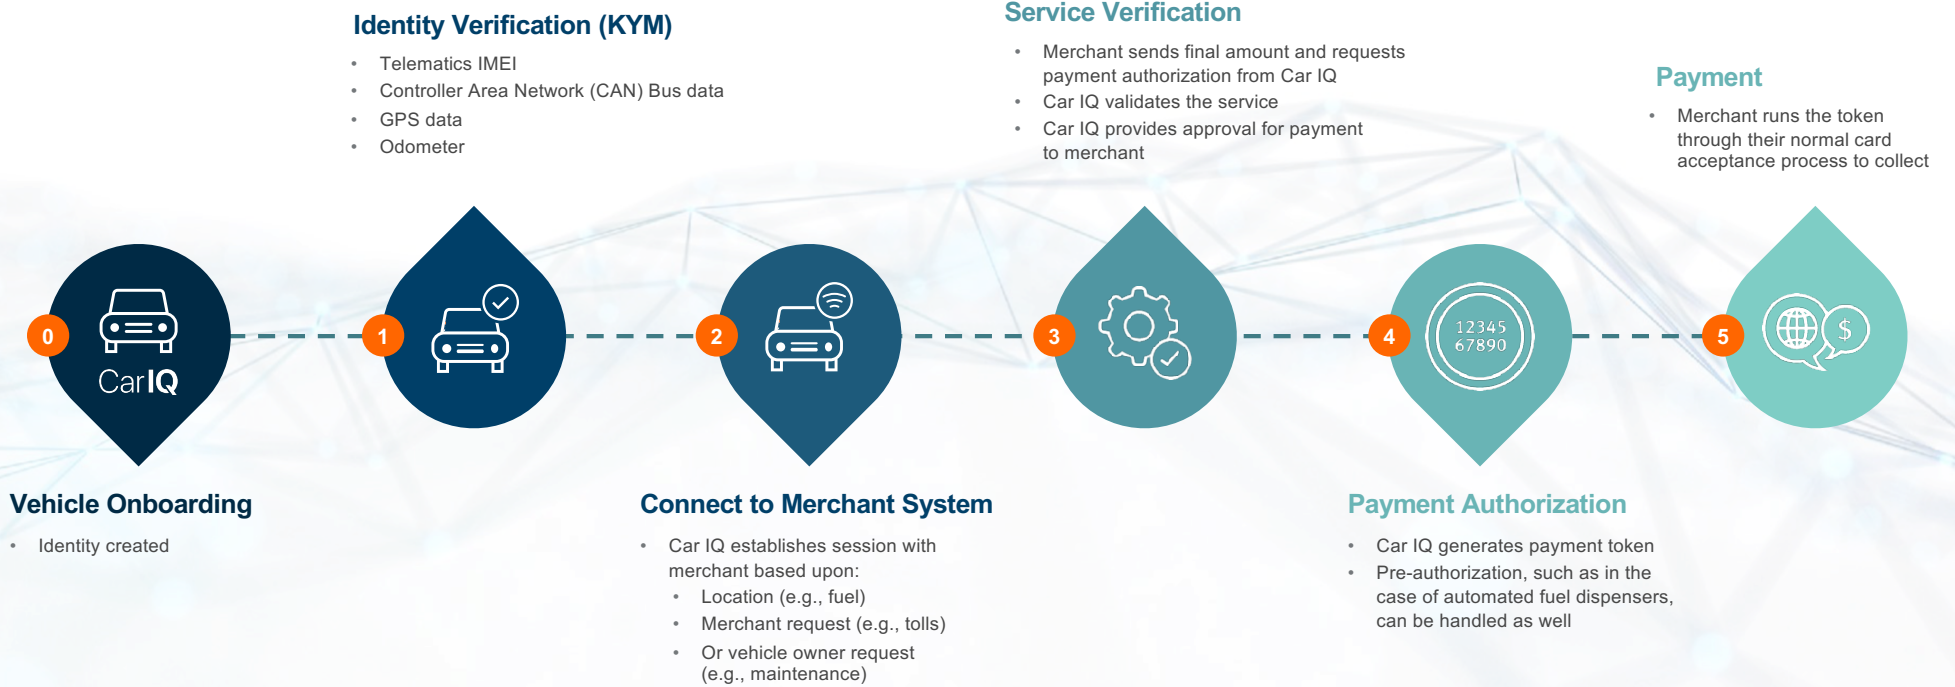 Identity Verification (KYM)
• Telematics IMEI
• Controller Area Network (CAN) Bus data
• GPS data
• Odometer
Service Verification
• Merchant sends final amount and requests
payment authorization from Car IQ
• Car IQ validates the service
• Car IQ provides approval for payment
to merchant
Payment
• Merchant runs the token
through their normal card
acceptance process to collect
0
CarIQ
1
2
3
4
12345
67890
5
$
Vehicle Onboarding
• Identity created
Connect to Merchant System
• Car IQ establishes session with
merchant based upon:
• Location (e.g., fuel)
• Merchant request (e.g., tolls)
• Or vehicle owner request
(e.g., maintenance)
Payment Authorization
• Car IQ generates payment token
• Pre-authorization, such as in the
case of automated fuel dispensers,
can be handled as well